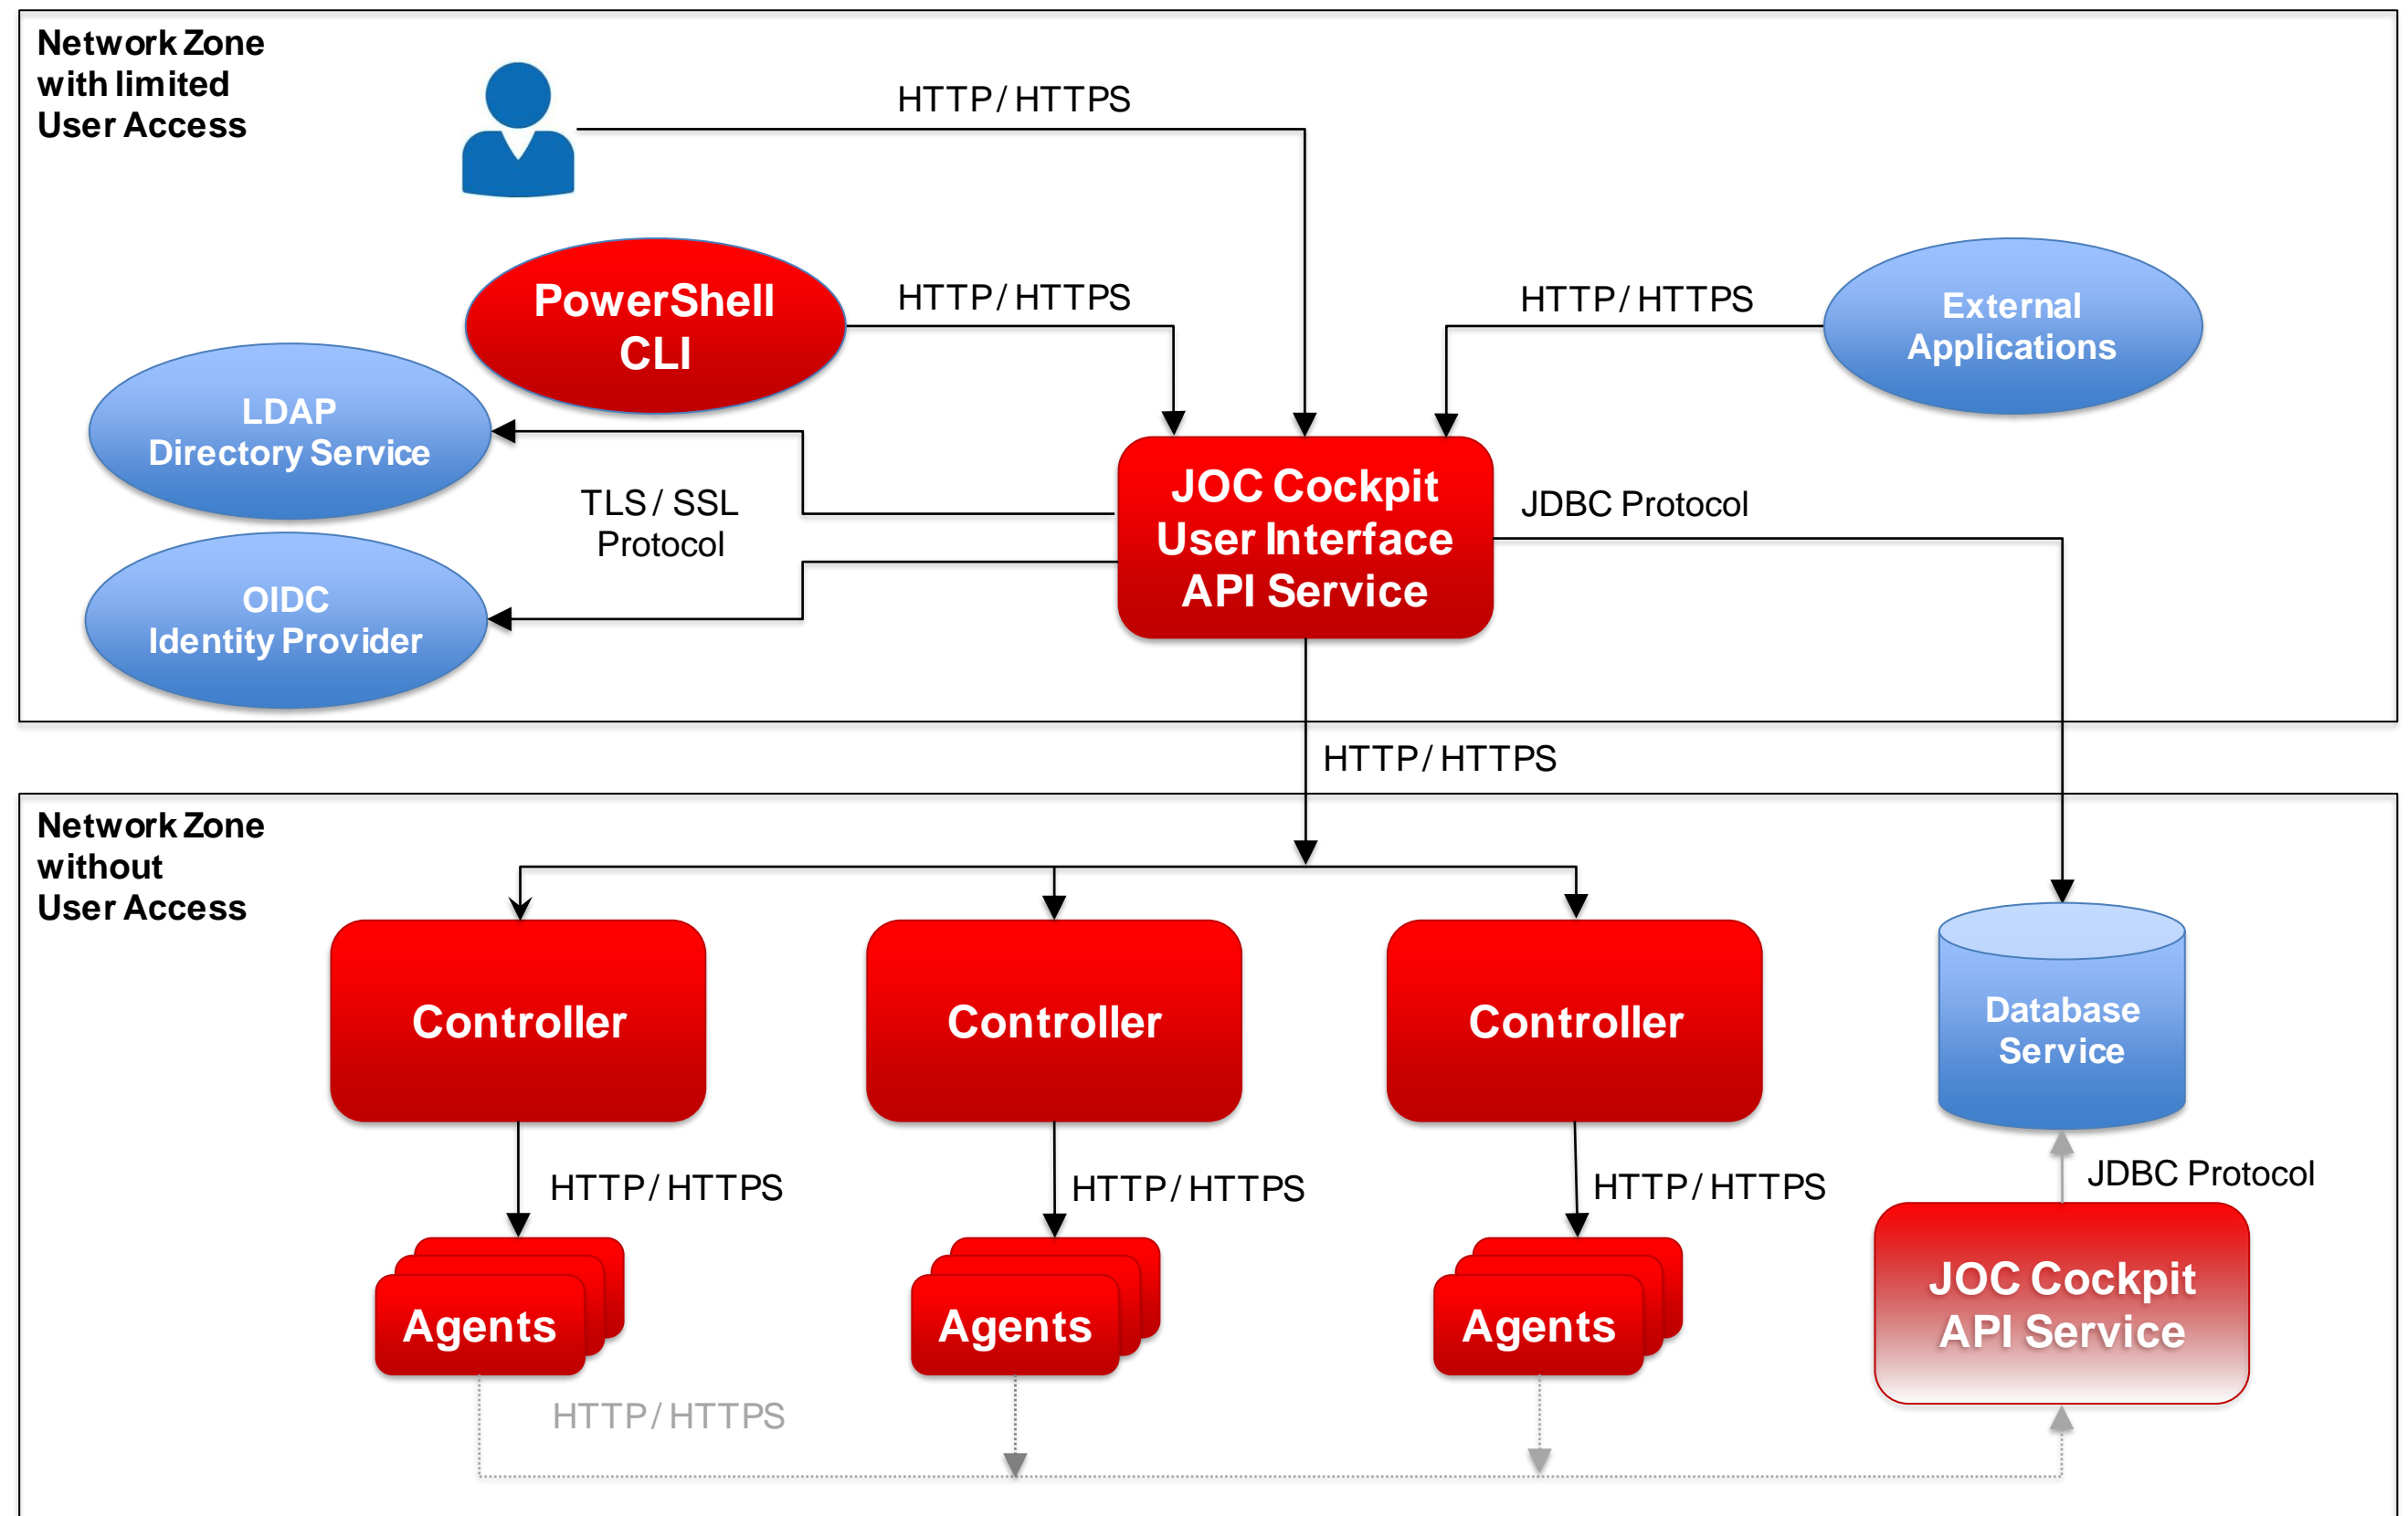 Network Zone
with limited
User Access
HTTP / HTTPS
PowerShell
CLI
HTTP / HTTPS
HTTP / HTTPS
External
Applications
LDAP
Directory Service
TLS / SSL
Protocol
OIDC
Identity Provider
JOC Cockpit
User Interface
API Service
JDBC Protocol
HTTP / HTTPS
Network Zone
without
User Access
Controller
Controller
Controller
Database
Service
HTTP / HTTPS
HTTP / HTTPS
HTTP / HTTPS
JDBC Protocol
Agents
Agents
Agents
JOC Cockpit
API Service
HTTP / HTTPS